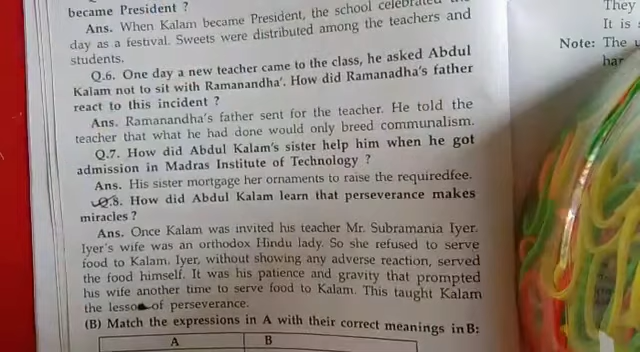 became President ?
Ans. When Kalam became President, the school celebrated the
day as a festival. Sweets were distributed among the teachers and
students.
Q.6. One day a new teacher came to the class, he asked Abdul
Kalam not to sit with Ramanandha'. How did Ramanadha's father
react to this incident ?
Ans. Ramanandha's father sent for the teacher. He told the
teacher that what he had done would only breed communalism.
Q.7. How did Abdul Kalam's sister help him when he got
admission in Madras Institute of Technology ?
Ans. His sister mortgage her ornaments to raise the requiredfee.
Q.8. How did Abdul Kalam learn that perseverance makes
miracles ?
Ans. Once Kalam was invited his teacher Mr. Subramania Iyer.
Iyer's wife was an orthodox Hindu lady. So she refused to serve
food to Kalam. Iyer, without showing any adverse reaction, served
the food himself. It was his patience and gravity that prompted
his wife another time to serve food to Kalam. This taught Kalam
the lesson of perseverance.
(B) Match the expressions in A with their correct meanings in B:
A B
They
It is
Note: The